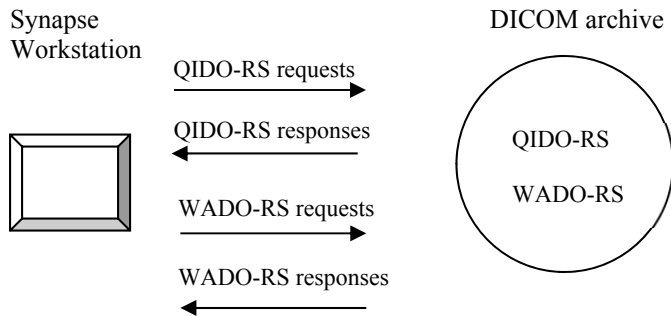 Synapse
Workstation
DICOM archive
QIDO-RS requests
QIDO-RS responses
WADO-RS requests
WADO-RS responses
QIDO-RS
WADO-RS